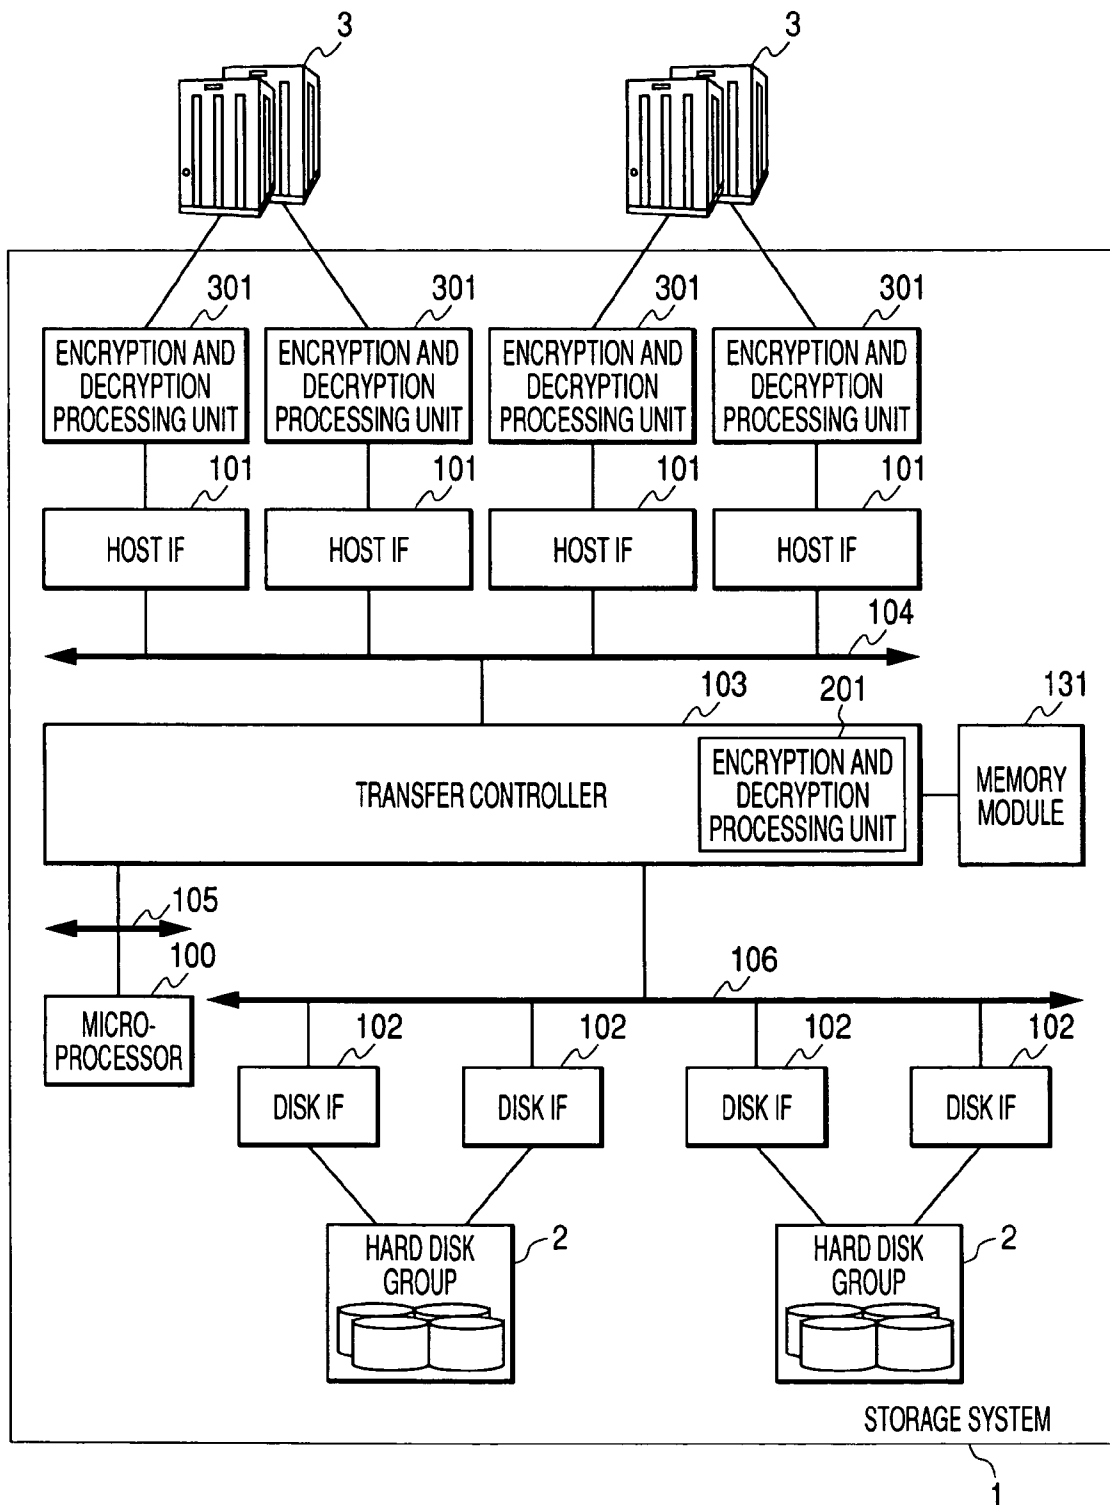 3 3
301 301 301 301
ENCRYPTION AND DECRYPTION PROCESSING UNIT
ENCRYPTION AND DECRYPTION PROCESSING UNIT
ENCRYPTION AND DECRYPTION PROCESSING UNIT
ENCRYPTION AND DECRYPTION PROCESSING UNIT
101 101 101 101
HOST IF HOST IF HOST IF HOST IF
104
103 201 131
TRANSFER CONTROLLER
ENCRYPTION AND
DECRYPTION
PROCESSING UNIT
MEMORY
MODULE
105
100
MICRO-
PROCESSOR
106
102 102 102 102
DISK IF DISK IF DISK IF DISK IF
2 2
HARD DISK
GROUP
HARD DISK
GROUP
STORAGE SYSTEM
1